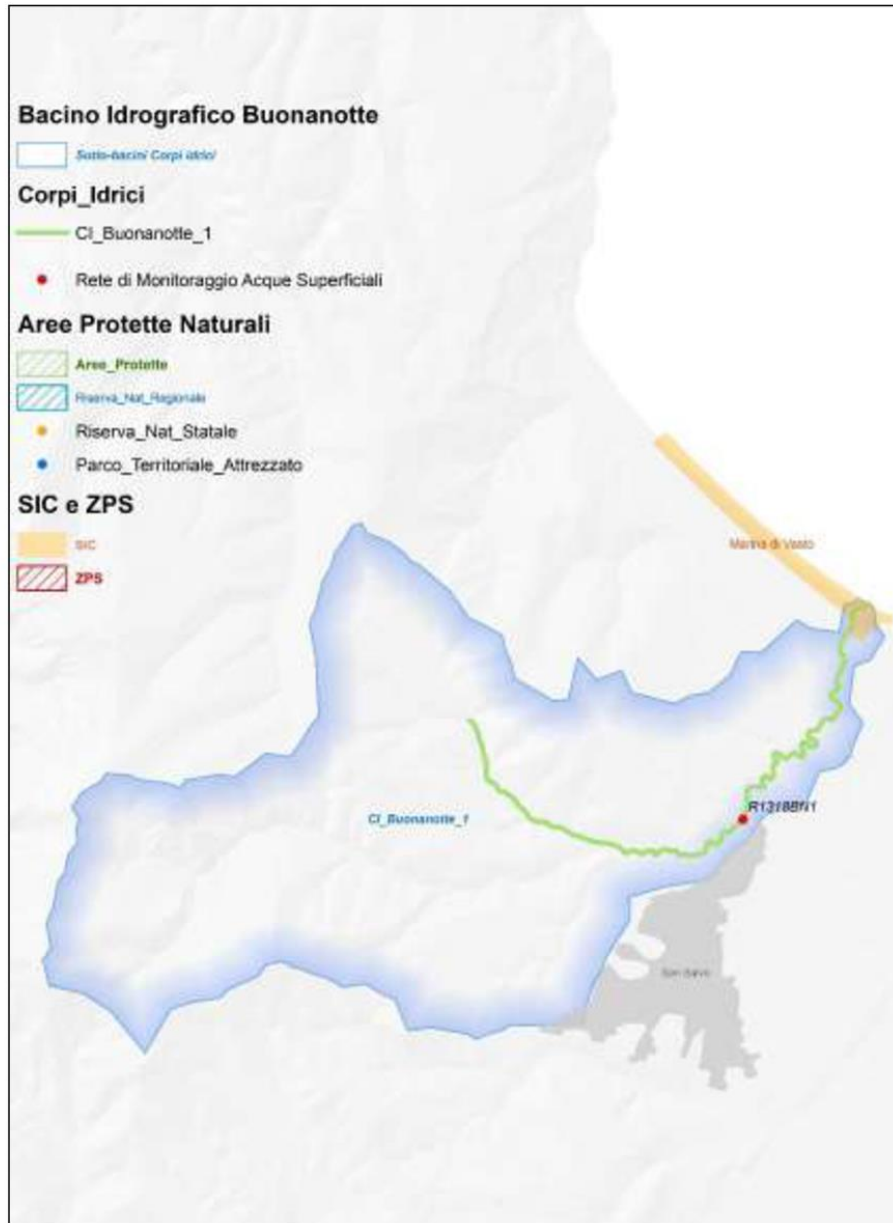 Bacino Idrografico Buonanotte
Sotto-bacini Corpi idrici
Corpi_Idrici
CI_Buonanotte_1
Rete di Monitoraggio Acque Superficiali
Aree Protette Naturali
Aree_Protette
Riserva_Nat_Regionale
Riserva_Nat_Statale
Parco_Territoriale_Attrezzato
SIC e ZPS
SIC
ZPS
Marina di Vasto
R1318BN1
CI_Buonanotte_1
San Salvo